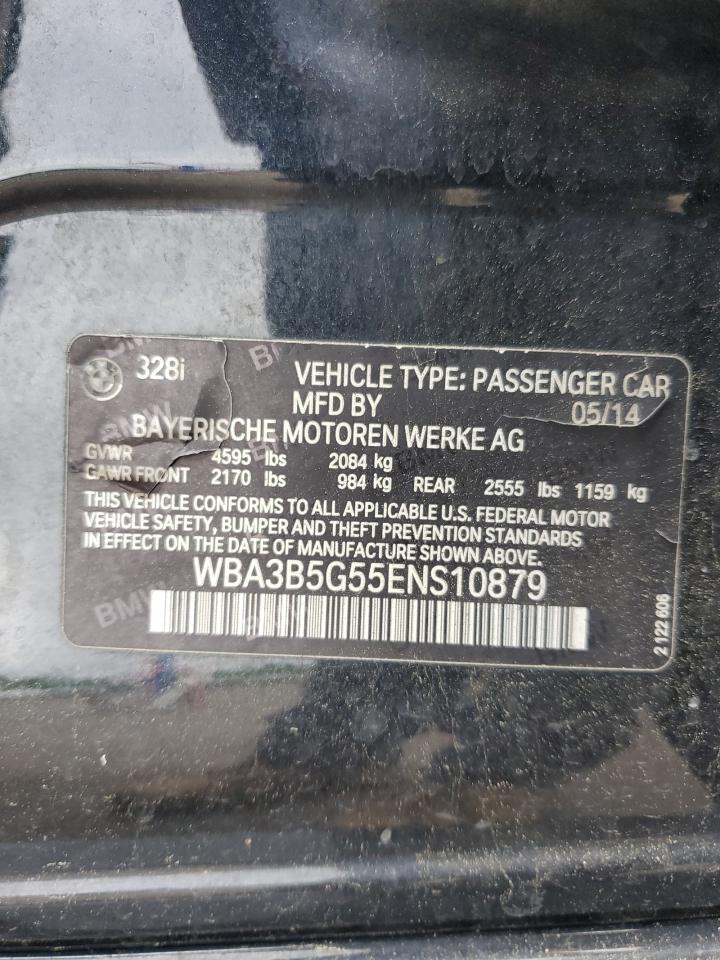 328i VEHICLE TYPE: PASSENGER CAR
MFD BY 05/14
BAYERISCHE MOTOREN WERKE AG
GVWR 4595 lbs 2084 kg
GAWR FRONT 2170 lbs 984 kg REAR 2555 lbs 1159 kg
THIS VEHICLE CONFORMS TO ALL APPLICABLE U.S. FEDERAL MOTOR
VEHICLE SAFETY, BUMPER AND THEFT PREVENTION STANDARDS
IN EFFECT ON THE DATE OF MANUFACTURE SHOWN ABOVE.
WBA3B5G55ENS10879
2 122 606